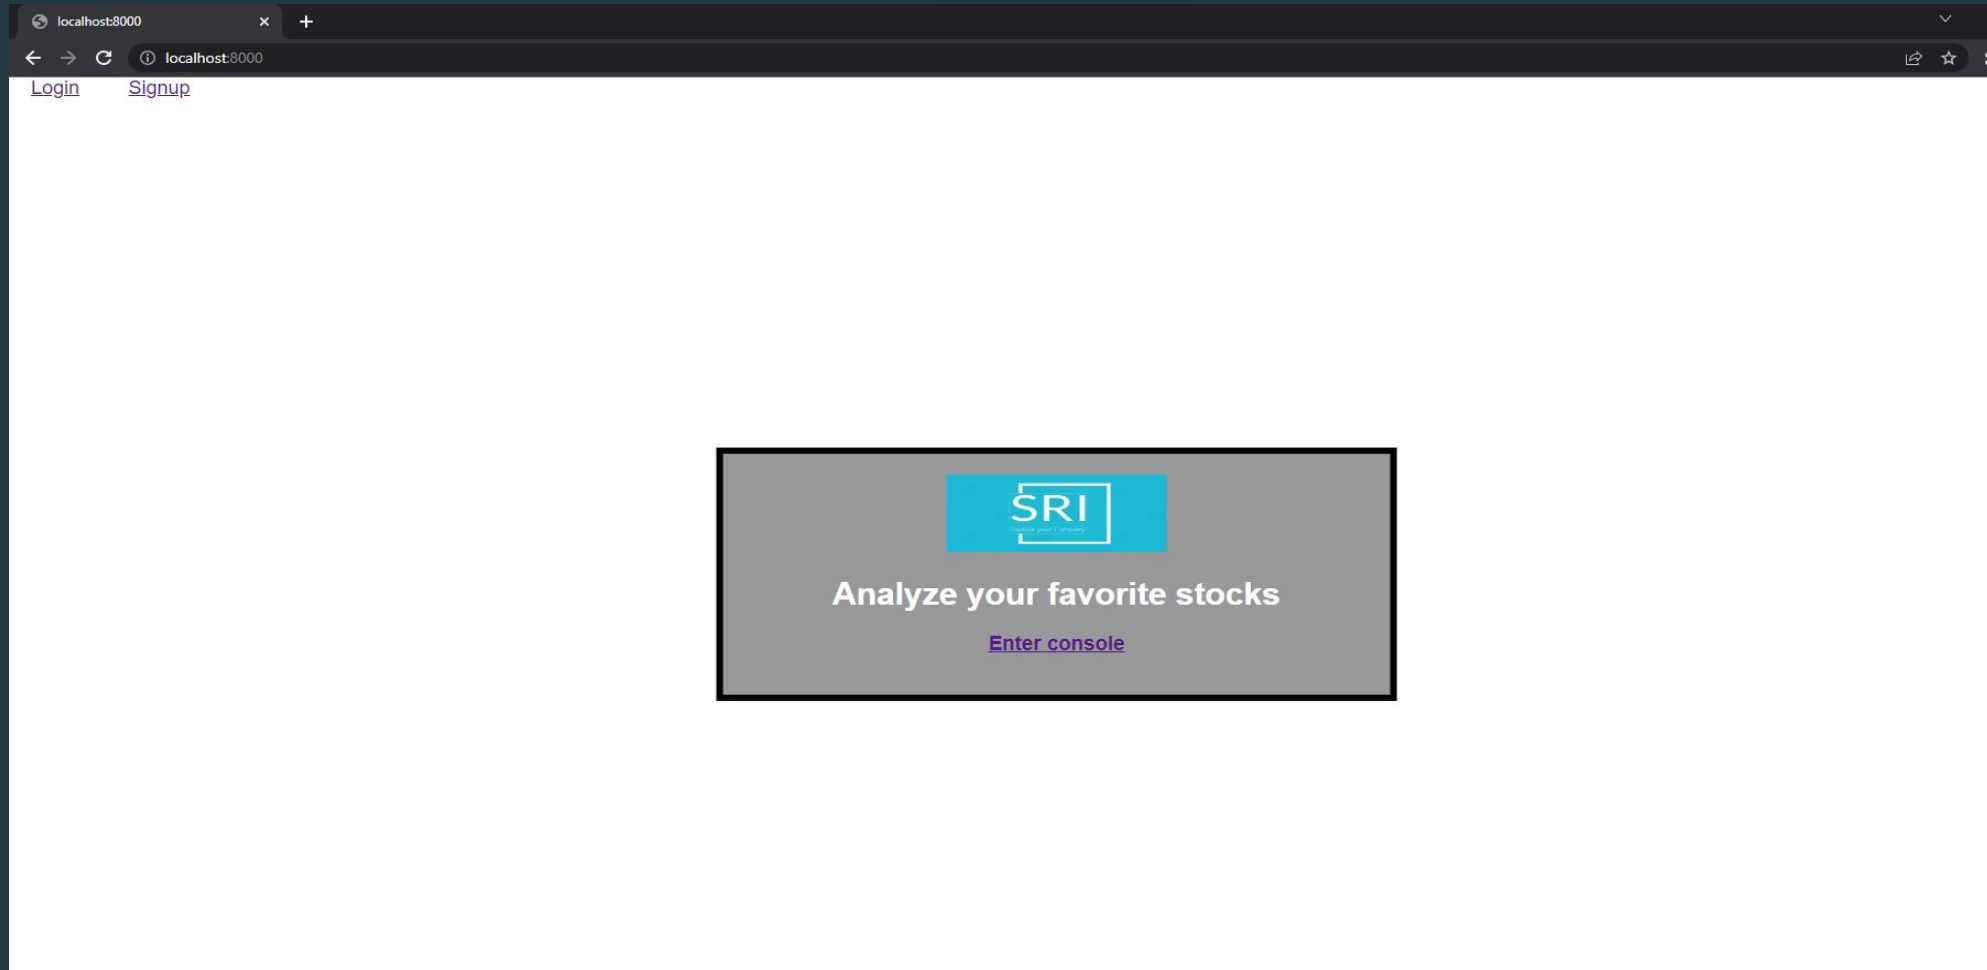 localhost:8000
localhost:8000
Login Signup
SRI
Analyze your favorite stocks
Enter console